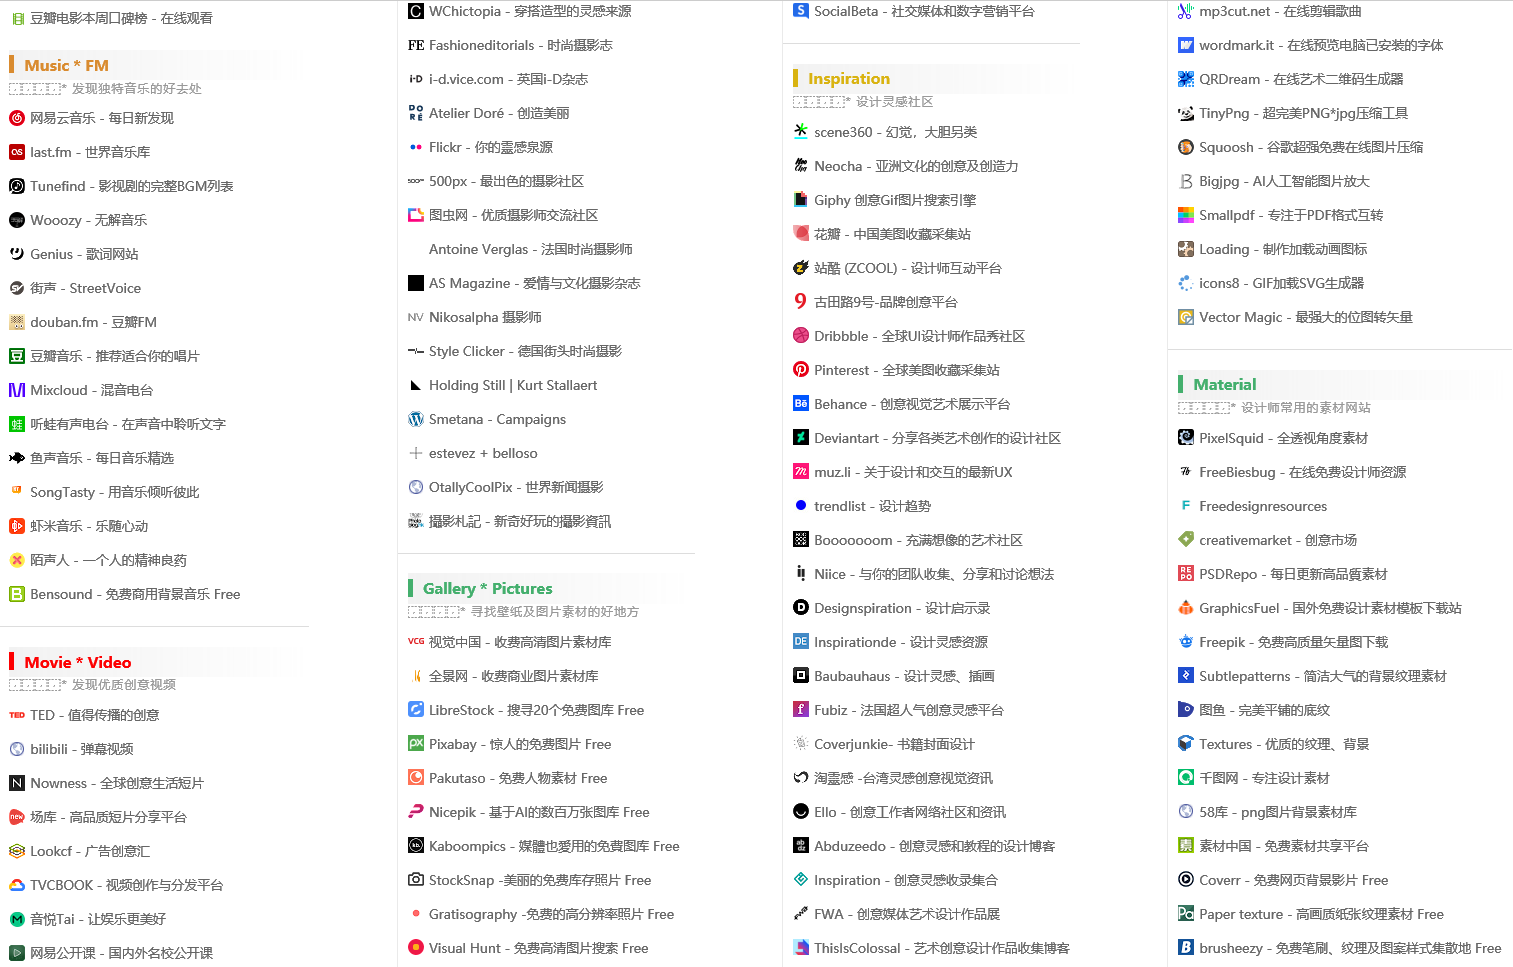 豆瓣电影本周口碑榜 - 在线观看
Music * FM
* 发现独特音乐的好去处
网易云音乐 - 每日新发现
last.fm - 世界音乐库
Tunefind - 影视剧的完整BGM列表
Wooozy - 无解音乐
Genius - 歌词网站
街声 - StreetVoice
douban.fm - 豆瓣FM
豆瓣音乐 - 推荐适合你的唱片
Mixcloud - 混音电台
听蛙有声电台 - 在声音中聆听文字
鱼声音乐 - 每日音乐精选
SongTasty - 用音乐倾听彼此
虾米音乐 - 乐随心动
陌声人 - 一个人的精神良药
Bensound - 免费商用背景音乐 Free
Movie * Video
* 发现优质创意视频
TED - 值得传播的创意
bilibili - 弹幕视频
Nowness - 全球创意生活短片
场库 - 高品质短片分享平台
Lookcf - 广告创意汇
TVCBOOK - 视频创作与分发平台
音悦Tai - 让娱乐更美好
网易公开课 - 国内外名校公开课
WChictopia - 穿搭造型的灵感来源
Fashioneditorials - 时尚摄影志
i-d.vice.com - 英国i-D杂志
Atelier Doré - 创造美丽
Flickr - 你的靈感泉源
500px - 最出色的摄影社区
图虫网 - 优质摄影师交流社区
Antoine Verglas - 法国时尚摄影师
AS Magazine - 爱情与文化摄影杂志
Nikosalpha 摄影师
Style Clicker - 德国街头时尚摄影
Holding Still | Kurt Stallaert
Smetana - Campaigns
estevez + belloso
OtallyCoolPix - 世界新闻摄影
攝影札記 - 新奇好玩的攝影資訊
Gallery * Pictures
* 寻找壁纸及图片素材的好地方
视觉中国 - 收费高清图片素材库
全景网 - 收费商业图片素材库
LibreStock - 搜寻20个免费图库 Free
Pixabay - 惊人的免费图片 Free
Pakutaso - 免费人物素材 Free
Nicepik - 基于AI的数百万张图库 Free
Kaboompics - 媒體也愛用的免費圖库 Free
StockSnap -美丽的免费库存照片 Free
Gratisography -免费的高分辨率照片 Free
Visual Hunt - 免费高清图片搜索 Free
SocialBeta - 社交媒体和数字营销平台
Inspiration
* 设计灵感社区
scene360 - 幻觉，大胆另类
Neocha - 亚洲文化的创意及创造力
Giphy 创意Gif图片搜索引擎
花瓣 - 中国美图收藏采集站
站酷 (ZCOOL) - 设计师互动平台
古田路9号-品牌创意平台
Dribbble - 全球UI设计师作品秀社区
Pinterest - 全球美图收藏采集站
Behance - 创意视觉艺术展示平台
Deviantart - 分享各类艺术创作的设计社区
muz.li - 关于设计和交互的最新UX
trendlist - 设计趋势
Booooooom - 充满想像的艺术社区
Niice - 与你的团队收集、分享和讨论想法
Designspiration - 设计启示录
Inspirationde - 设计灵感资源
Baubauhaus - 设计灵感、插画
Fubiz - 法国超人气创意灵感平台
Coverjunkie- 书籍封面设计
淘靈感 -台湾灵感创意视觉资讯
Ello - 创意工作者网络社区和资讯
Abduzeedo - 创意灵感和教程的设计博客
Inspiration - 创意灵感收录集合
FWA - 创意媒体艺术设计作品展
ThisIsColossal - 艺术创意设计作品收集博客
mp3cut.net - 在线剪辑歌曲
wordmark.it - 在线预览电脑已安装的字体
QRDream - 在线艺术二维码生成器
TinyPng - 超完美PNG*jpg压缩工具
Squoosh - 谷歌超强免费在线图片压缩
Bigjpg - AI人工智能图片放大
Smallpdf - 专注于PDF格式互转
Loading - 制作加载动画图标
icons8 - GIF加载SVG生成器
Vector Magic - 最强大的位图转矢量
Material
* 设计师常用的素材网站
PixelSquid - 全透视角度素材
FreeBiesbug - 在线免费设计师资源
Freedesignresources
creativemarket - 创意市场
PSDRepo - 每日更新高品質素材
GraphicsFuel - 国外免费设计素材模板下载站
Freepik - 免费高质量矢量图下载
Subtlepatterns - 简洁大气的背景纹理素材
图鱼 - 完美平铺的底纹
Textures - 优质的纹理、背景
千图网 - 专注设计素材
58库 - png图片背景素材库
素材中国 - 免费素材共享平台
Coverr - 免费网页背景影片 Free
Paper texture - 高画质纸张纹理素材 Free
brusheezy - 免费笔刷、纹理及图案样式集散地 Free